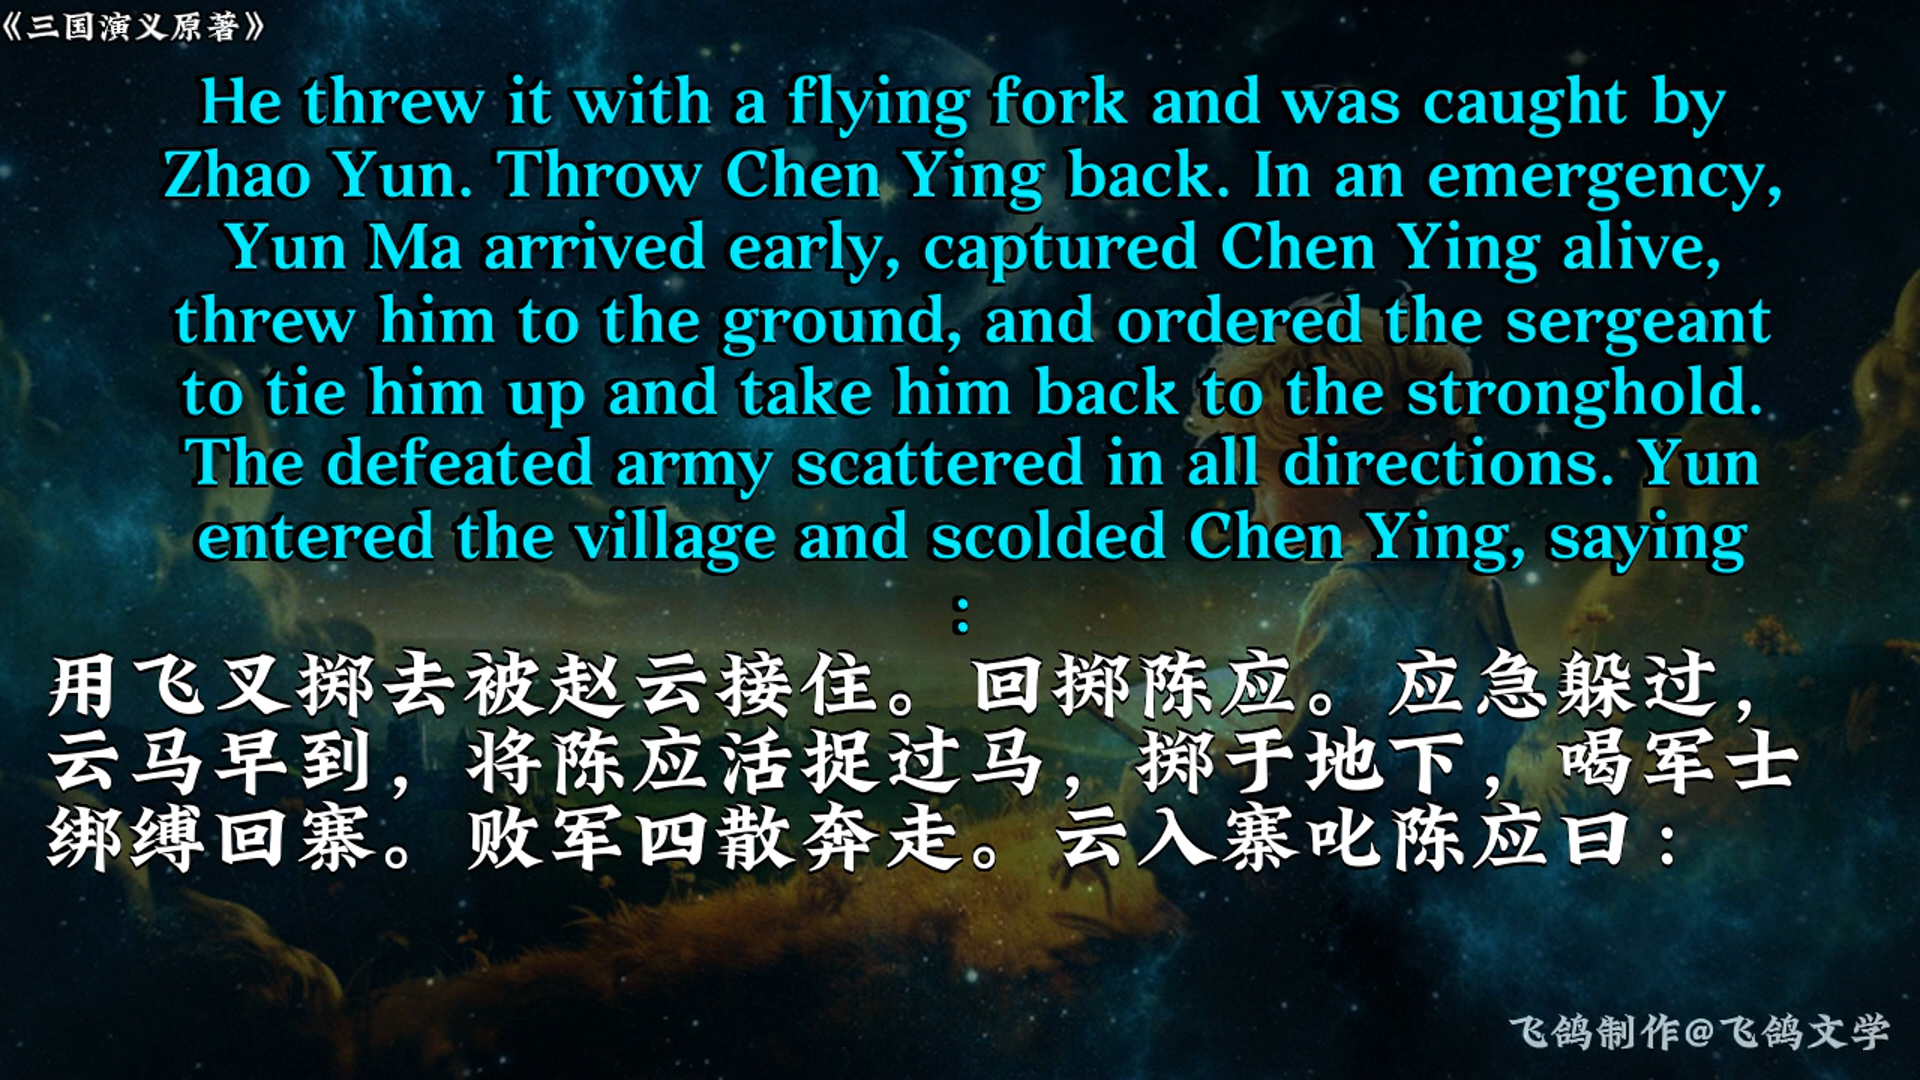 《三国演义原著》
He threw it with a flying fork and was caught by
Zhao Yun. Throw Chen Ying back. In an emergency,
Yun Ma arrived early, captured Chen Ying alive,
threw him to the ground, and ordered the sergeant
to tie him up and take him back to the stronghold.
The defeated army scattered in all directions. Yun
entered the village and scolded Chen Ying, saying
:
用飞叉掷去被赵云接住。回掷陈应。应急躲过，
云马早到，将陈应活捉过马，掷于地下，喝军士
绑缚回寨。败军四散奔走。云入寨叱陈应曰：
飞鸽制作@飞鸽文学